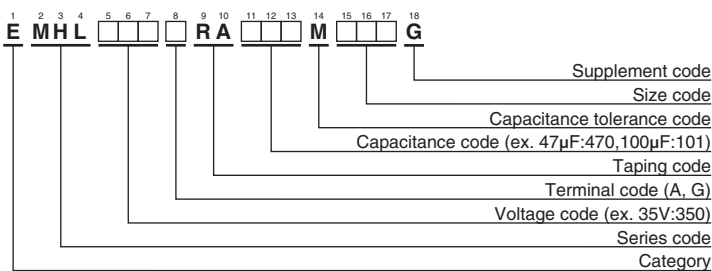 1 2 3 4 5 6 7 8 9 10 11 12 13 14 15 16 17 18
E MHL □□□ □ RA □□□ M □□□ G
Supplement code
Size code
Capacitance tolerance code
Capacitance code (ex. 47µF:470,100µF:101)
Taping code
Terminal code (A, G)
Voltage code (ex. 35V:350)
Series code
Category